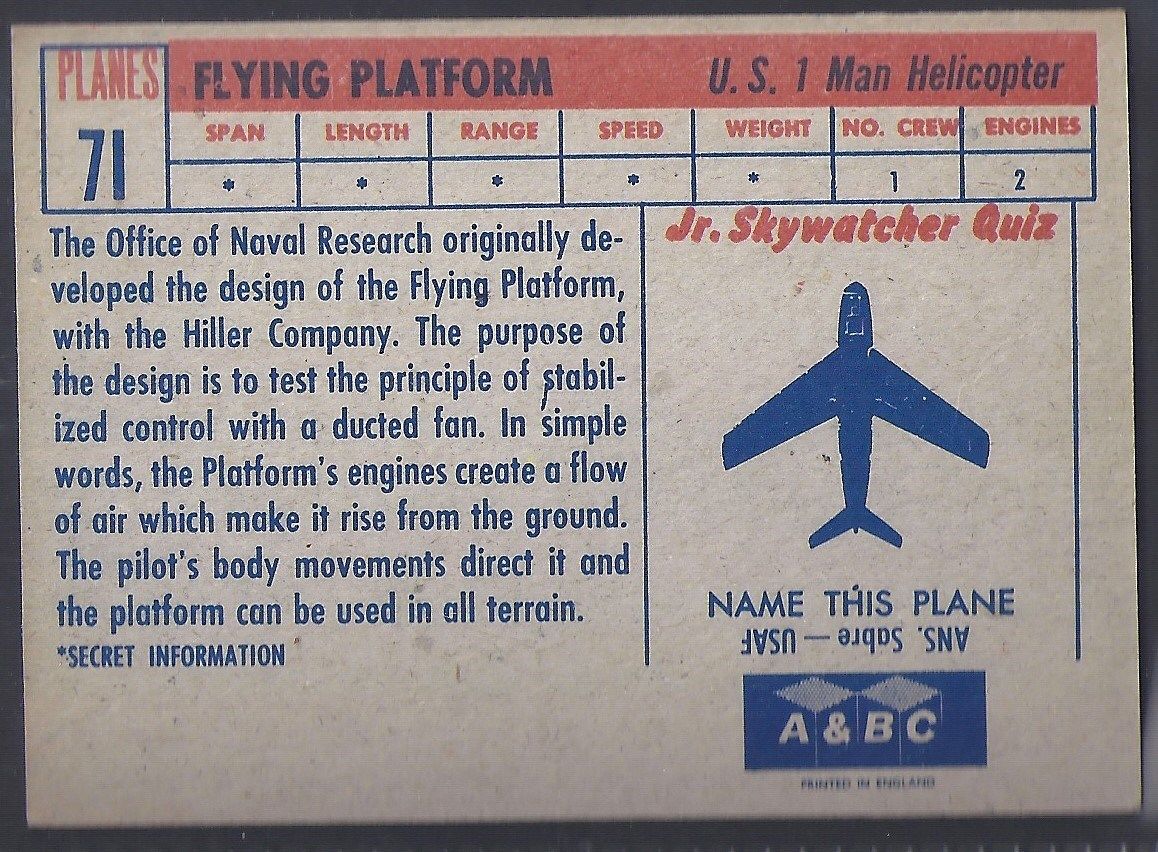 PLANES
71
FLYING PLATFORM
U.S. 1 Man Helicopter
SPAN LENGTH RANGE SPEED WEIGHT NO. CREW ENGINES
* * * * * 1 2
The Office of Naval Research originally de-
veloped the design of the Flying Platform,
with the Hiller Company. The purpose of
the design is to test the principle of stabil-
ized control with a ducted fan. In simple
words, the Platform's engines create a flow
of air which make it rise from the ground.
The pilot's body movements direct it and
the platform can be used in all terrain.
*SECRET INFORMATION
Jr. Skywatcher Quiz
NAME THIS PLANE
ANS. Sabre — USAF
A & B C
PRINTED IN ENGLAND